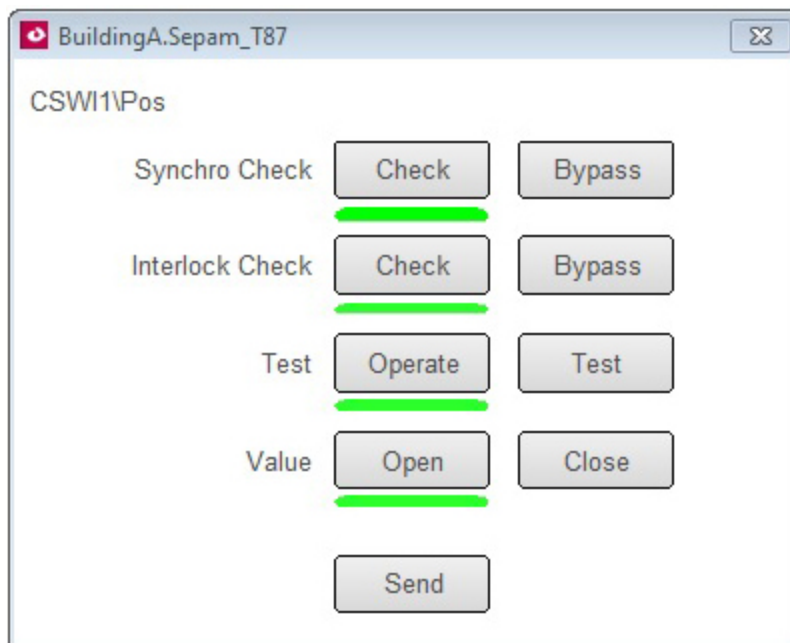 BuildingA.Sepam_T87
CSWI1\Pos
Synchro Check Check Bypass
Interlock Check Check Bypass
Test Operate Test
Value Open Close
Send